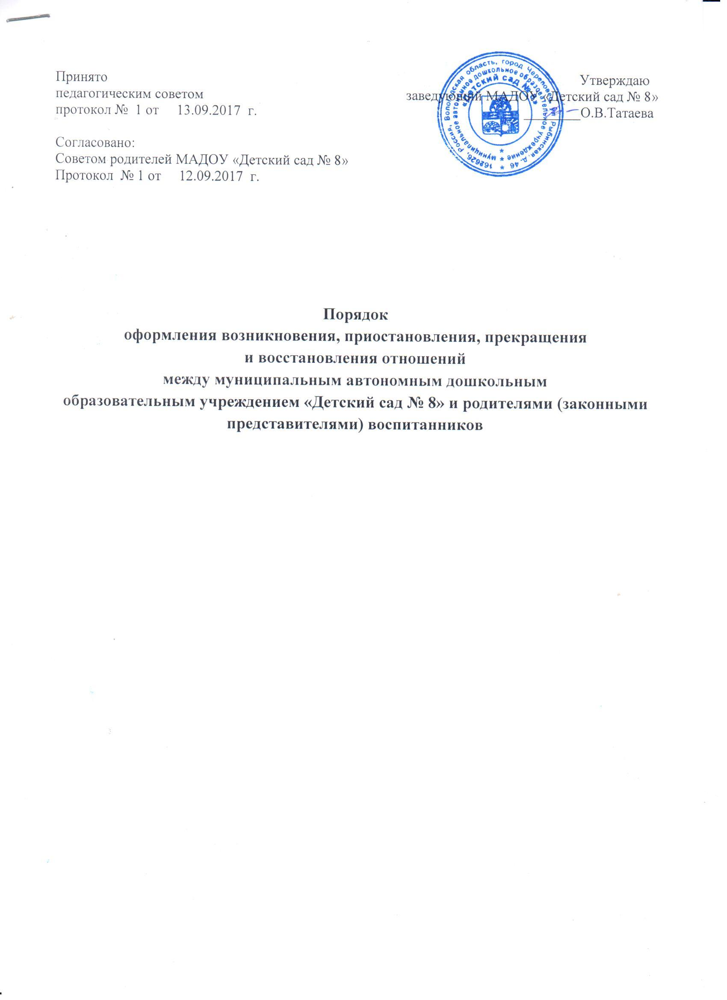 Принято
педагогическим советом
протокол № 1 от 13.09.2017 г.
Согласовано:
Советом родителей МАДОУ «Детский сад № 8»
Протокол № 1 от 12.09.2017 г.
Утверждаю
заведующий МАДОУ «Детский сад № 8»
О.В.Татаева
162626, Россия, Вологодская область, город Череповец, ул Рыбинская, д. 46
муниципальное автономное дошкольное образовательное учреждение
«Детский сад № 8»
Порядок
оформления возникновения, приостановления, прекращения
и восстановления отношений
между муниципальным автономным дошкольным
образовательным учреждением «Детский сад № 8» и родителями (законными
представителями) воспитанников